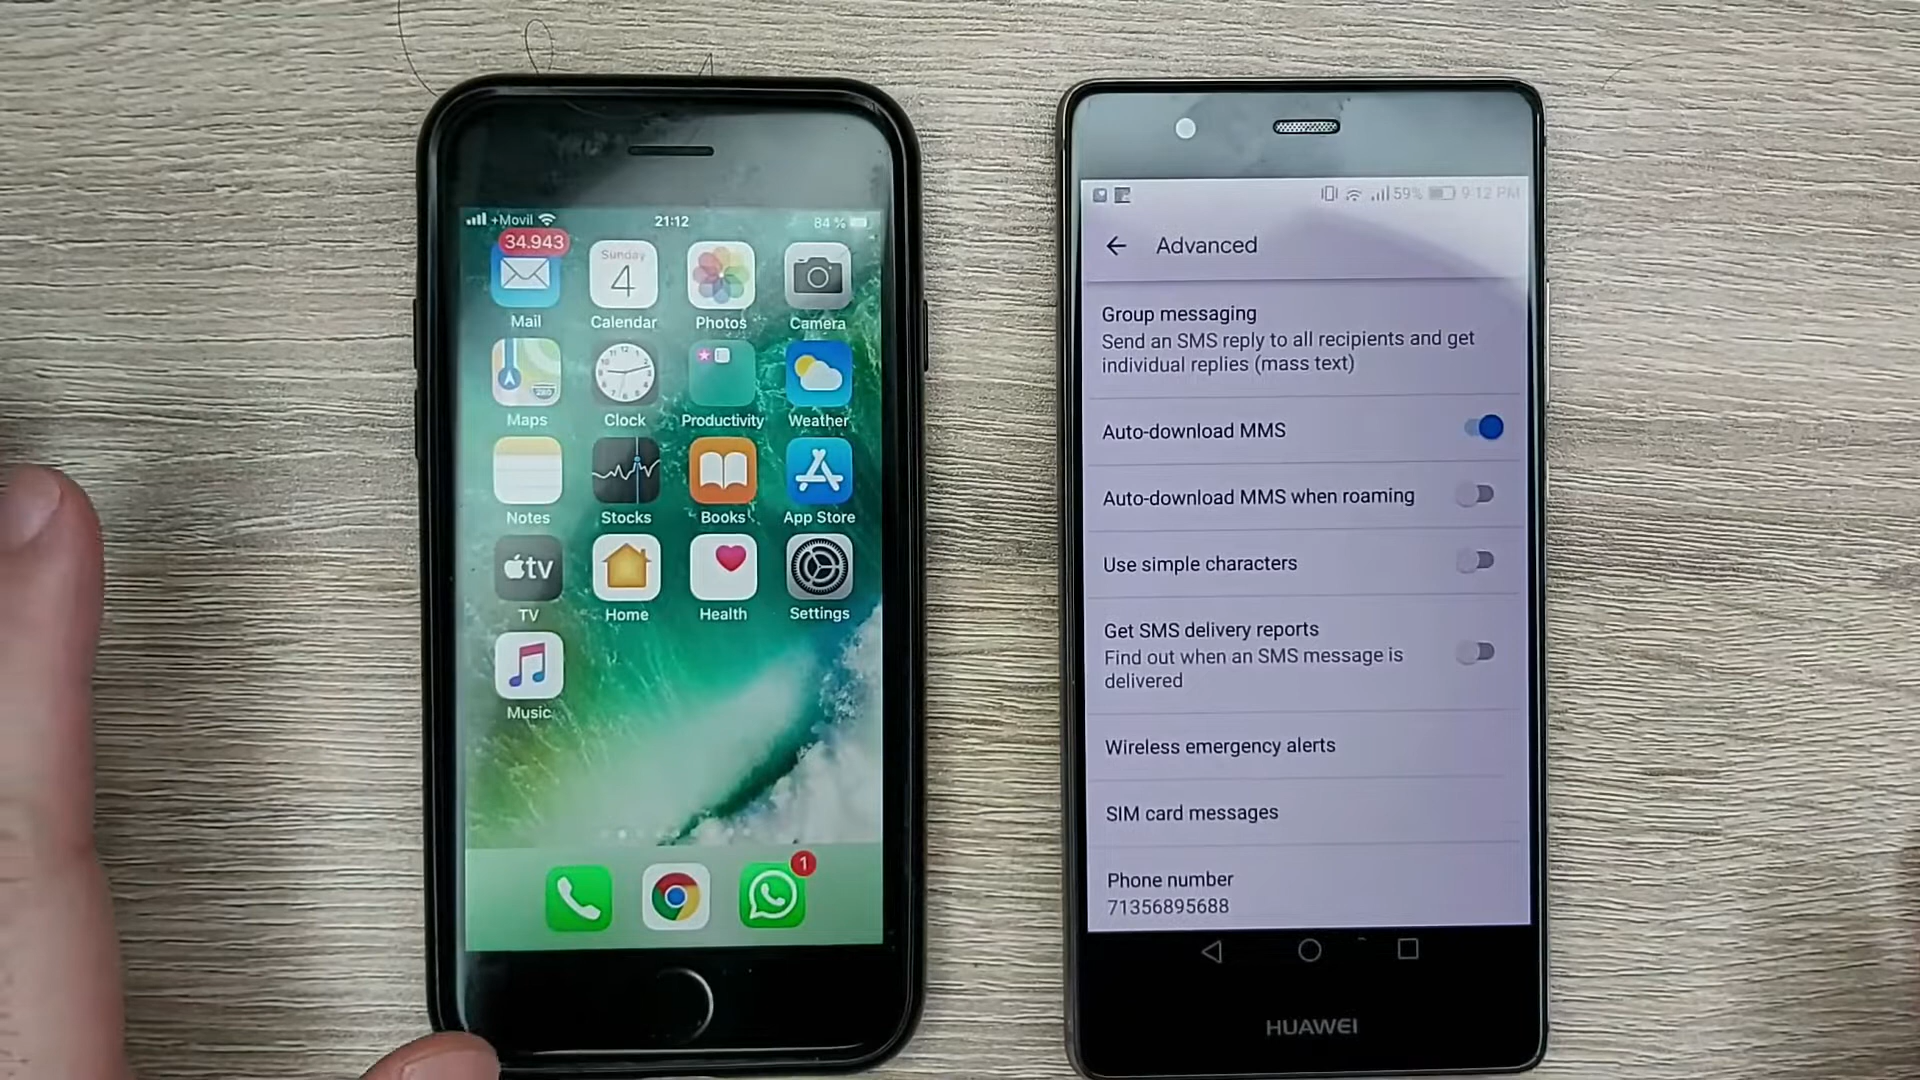 +Movil
21:12
84 %
34.943
Sunday
4
Mail
Calendar
Photos
Camera
Maps
Clock
Productivity
Weather
Notes
Stocks
Books
App Store
tv
TV
Home
Health
Settings
Music
1
59%
9:12 PM
Advanced
Group messaging
Send an SMS reply to all recipients and get
individual replies (mass text)
Auto-download MMS
Auto-download MMS when roaming
Use simple characters
Get SMS delivery reports
Find out when an SMS message is
delivered
Wireless emergency alerts
SIM card messages
Phone number
71356895688
HUAWEI